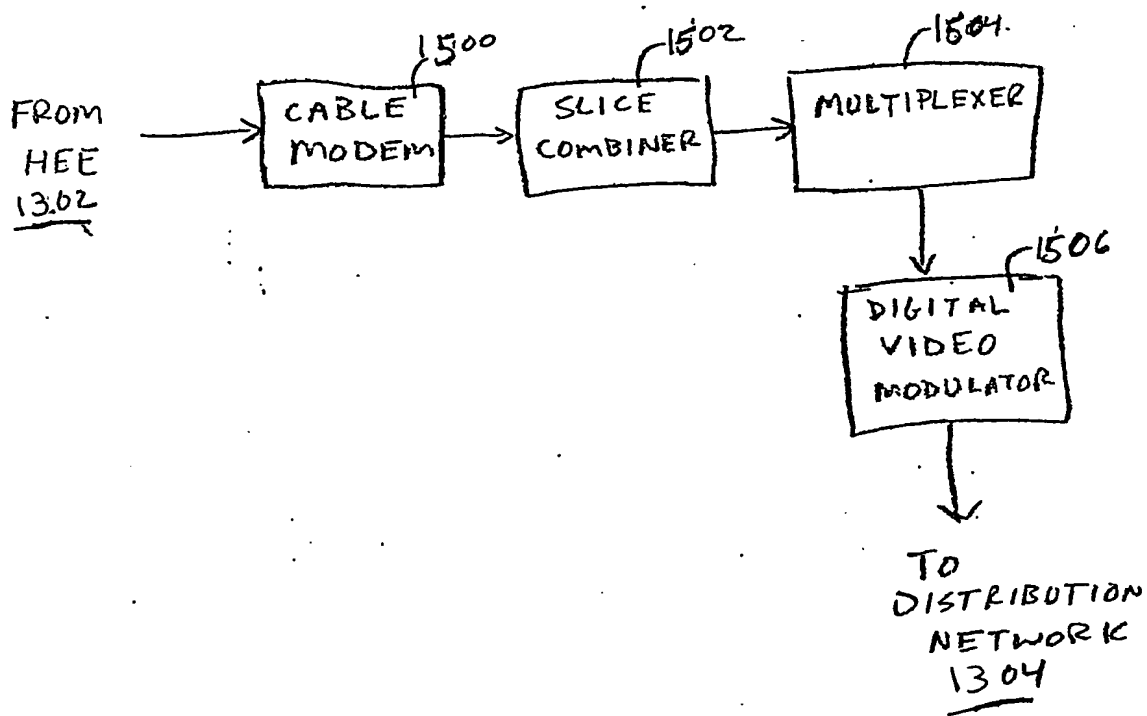 FROM
HEE
1302
1500
CABLE
MODEM
1502
SLICE
COMBINER
1504.
MULTIPLEXER
1506
DIGITAL
VIDEO
MODULATOR
TO
DISTRIBUTION
NETWORK
1304